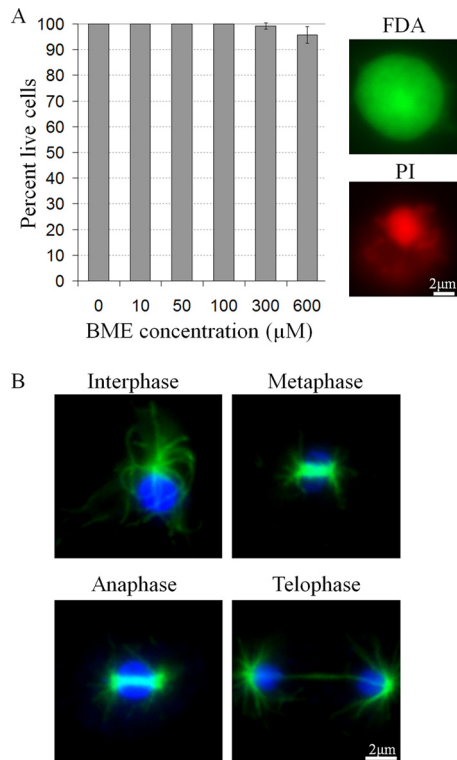 A
100
90
80
70
60
50
40
30
20
10
0
Percent live cells
0 10 50 100 300 600
BME concentration (µM)
FDA
PI
2µm
B
Interphase Metaphase
Anaphase Telophase
2µm